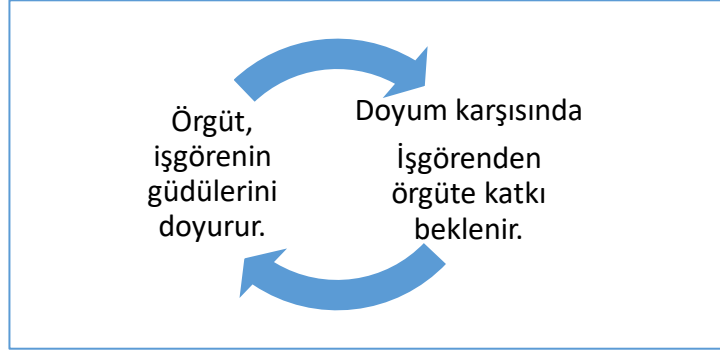 Örgüt,
işgörenin
güdülerini
doyurur.
Doyum karşısında
İşgörenden
örgüte katkı
beklenir.